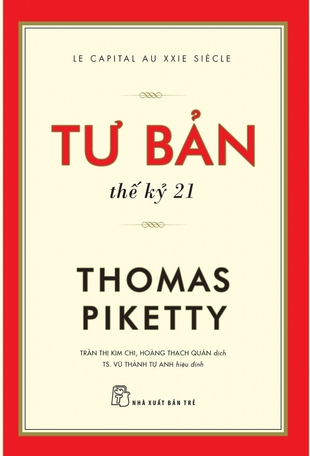 LE CAPITAL AU XXIE SIÈCLE
TƯ BẢN
thế kỷ 21
THOMAS
PIKETTY
TRẦN THỊ KIM CHI, HOÀNG THẠCH QUÂN dịch
TS. VŨ THÀNH TỰ ANH hiệu đính
NHÀ XUẤT BẢN TRẺ